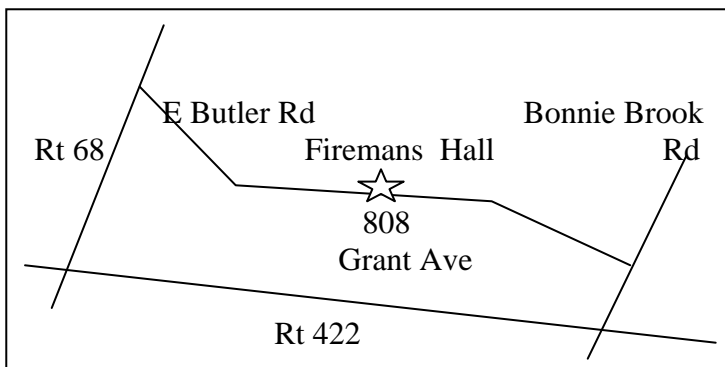 E Butler Rd
Bonnie Brook
Rd
Rt 68
Firemans Hall
808
Grant Ave
Rt 422